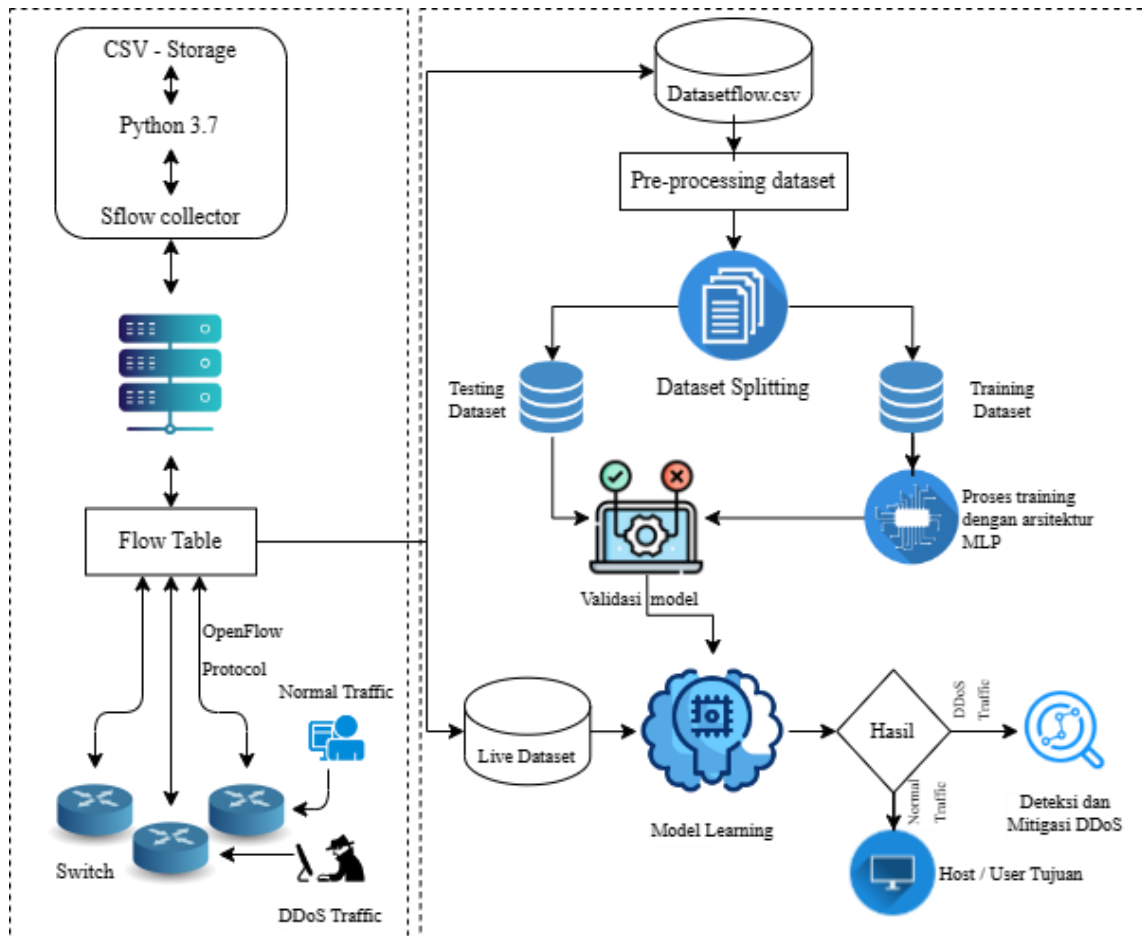 CSV - Storage
Python 3.7
Sflow collector
Flow Table
OpenFlow
Protocol
Normal Traffic
Switch
DDoS Traffic
Datasetflow.csv
Pre-processing dataset
Dataset Splitting
Testing
Dataset
Training
Dataset
Proses training
dengan arsitektur
MLP
Validasi model
Live Dataset
Model Learning
Hasil
DDoS
Traffic
Normal
Traffic
Deteksi dan
Mitigasi DDoS
Host / User Tujuan